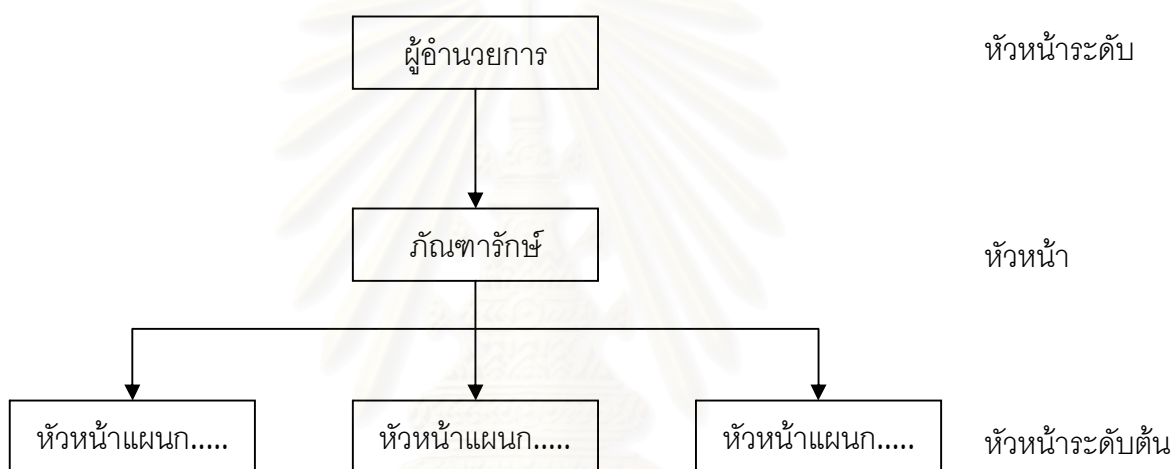 ผู้อำนวยการ
หัวหน้าระดับ
ภัณฑารักษ์
หัวหน้า
หัวหน้าแผนก.....
หัวหน้าแผนก.....
หัวหน้าแผนก.....
หัวหน้าระดับต้น